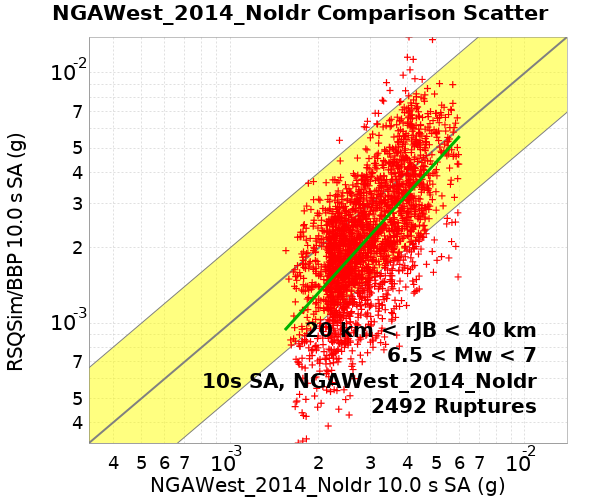 NGAWest_2014_NoIdr Comparison Scatter
RSQSim/BBP 10.0 s SA (g)
10-2
7
5
4
3
2
10-3
7
5
4
20 km < rJB < 40 km
6.5 < Mw < 7
10s SA, NGAWest_2014_NoIdr
2492 Ruptures
4 5 6 7 10-3 2 3 4 5 6 7 10-2
NGAWest_2014_NoIdr 10.0 s SA (g)